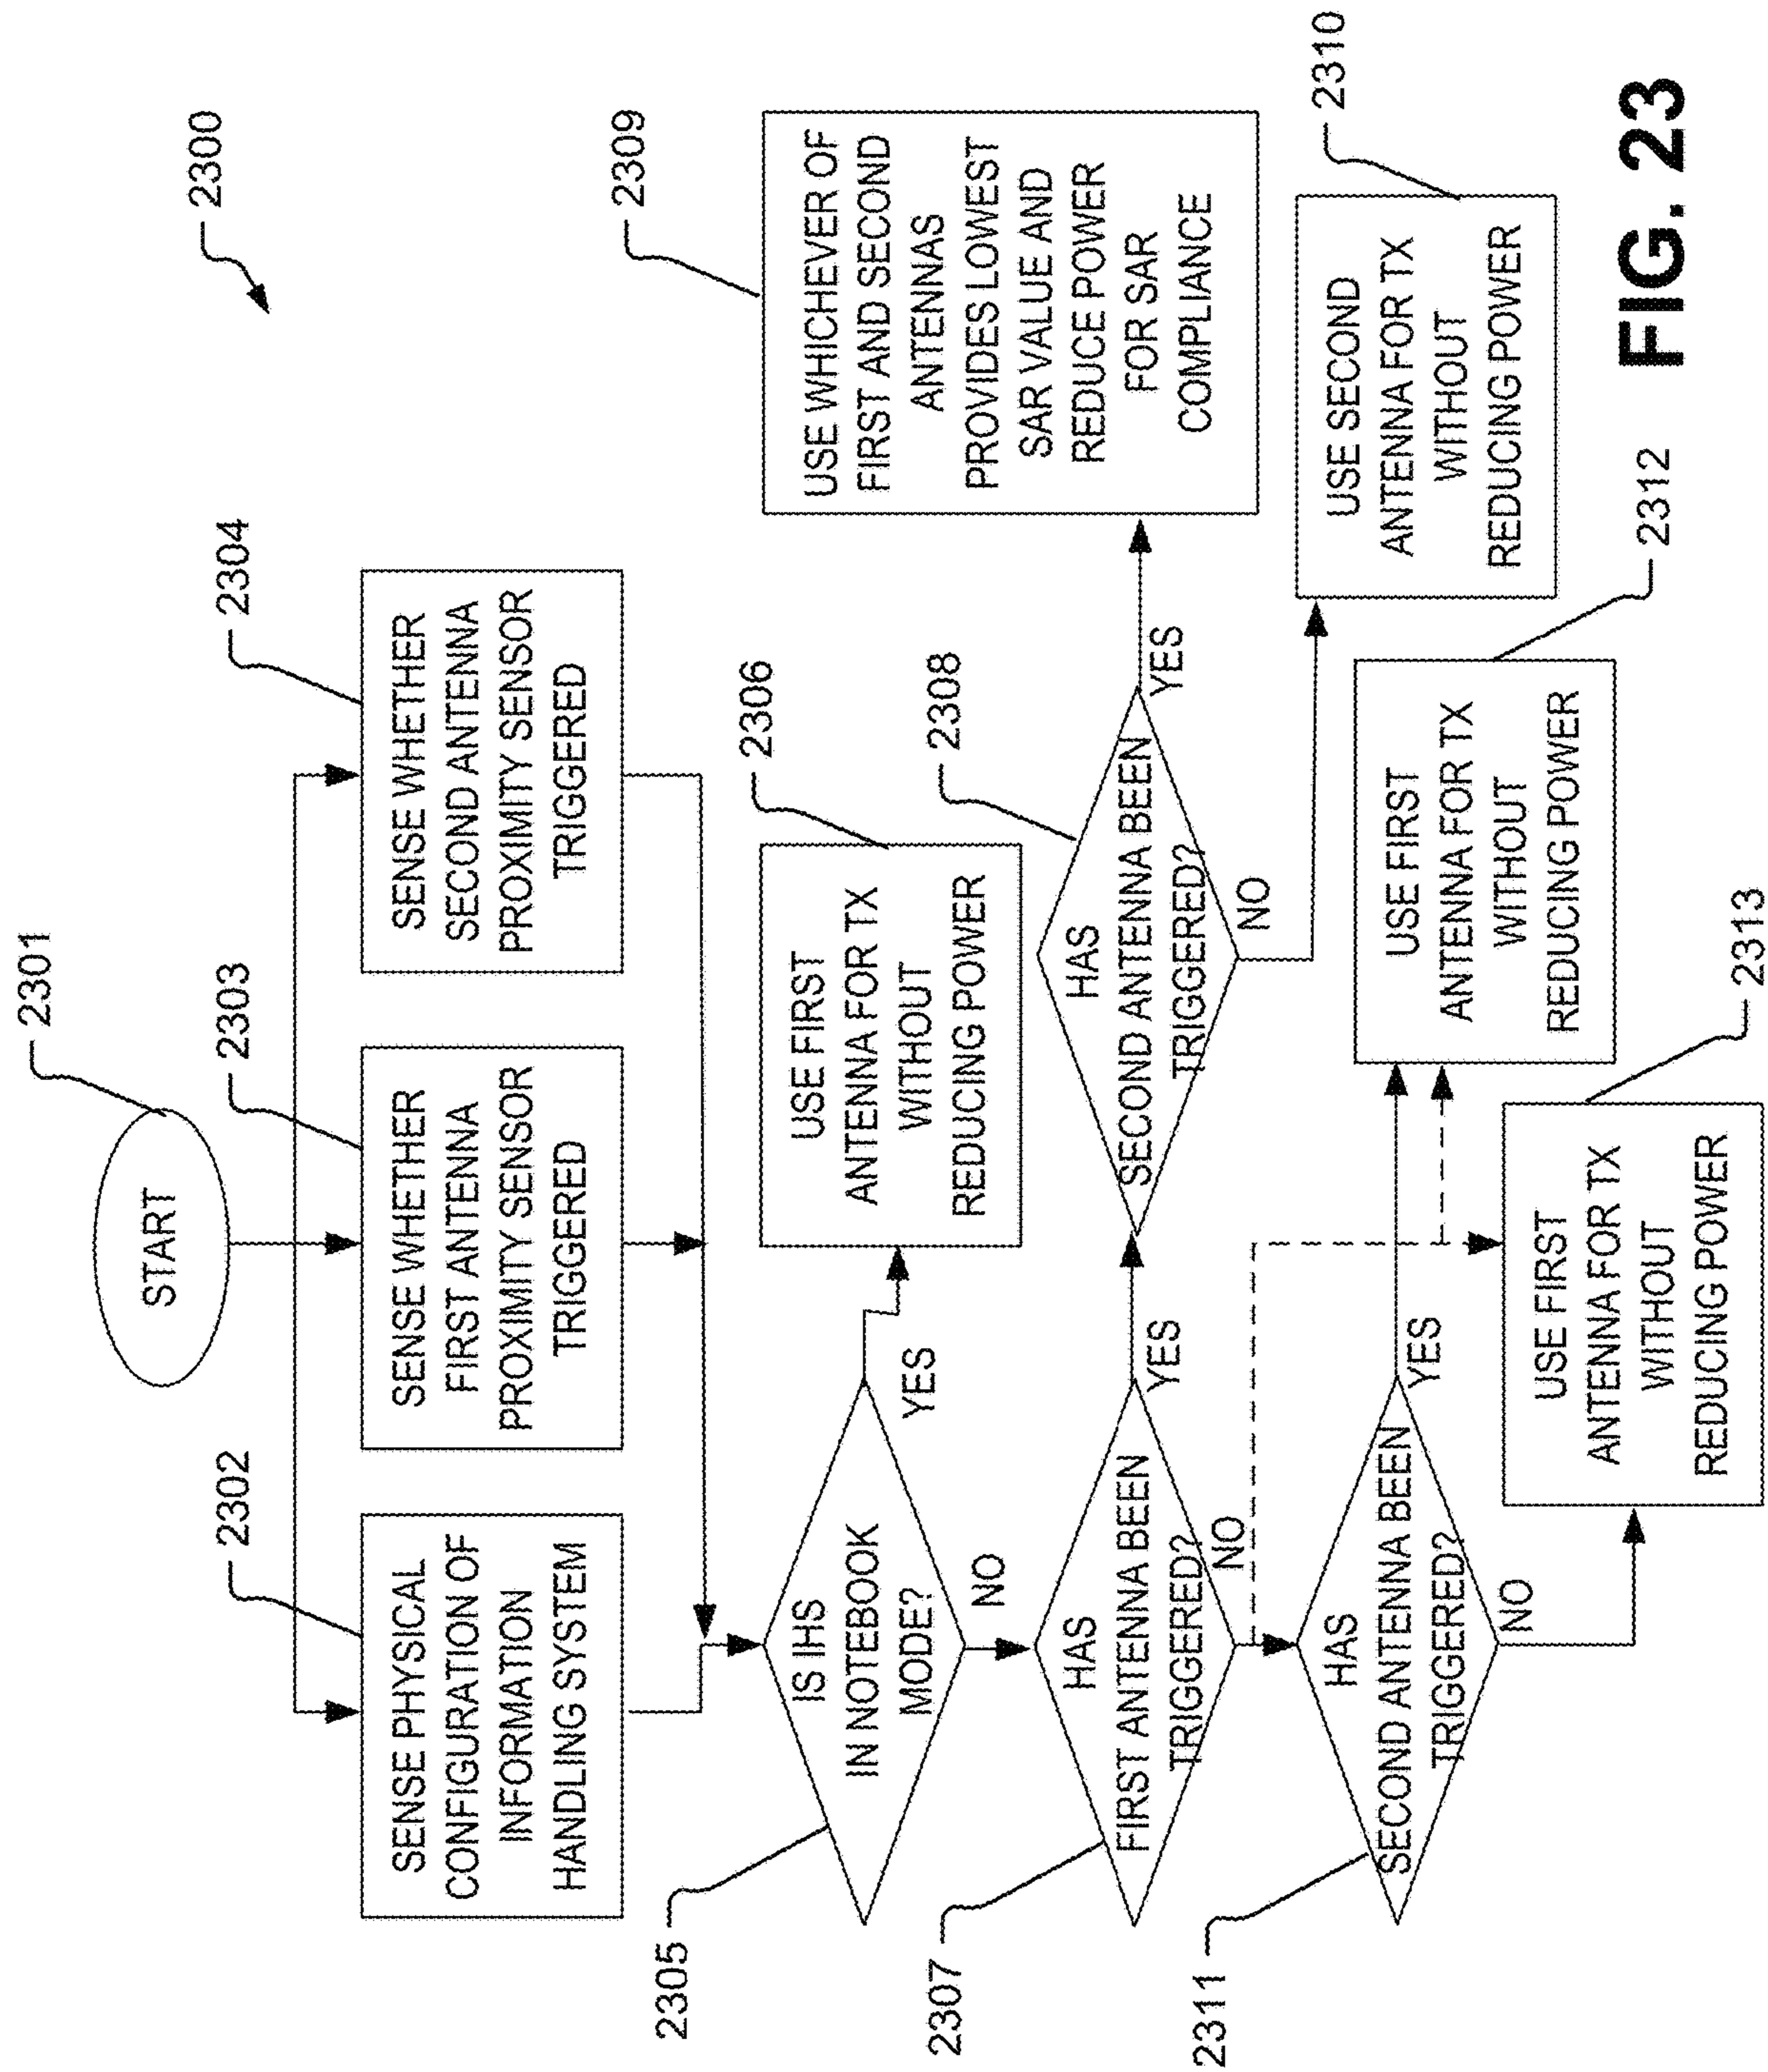 2300
START
2301
SENSE PHYSICAL
CONFIGURATION OF
INFORMATION
HANDLING SYSTEM
2302
SENSE WHETHER
FIRST ANTENNA
PROXIMITY SENSOR
TRIGGERED
2303
SENSE WHETHER
SECOND ANTENNA
PROXIMITY SENSOR
TRIGGERED
2304
2305
IS IHS
IN NOTEBOOK
MODE?
YES
NO
USE FIRST
ANTENNA FOR TX
WITHOUT
REDUCING POWER
2306
2307
HAS
FIRST ANTENNA BEEN
TRIGGERED?
YES
NO
HAS
SECOND ANTENNA BEEN
TRIGGERED?
2308
YES
NO
USE WHICHEVER OF
FIRST AND SECOND
ANTENNAS
PROVIDES LOWEST
SAR VALUE AND
REDUCE POWER
FOR SAR
COMPLIANCE
2309
USE SECOND
ANTENNA FOR TX
WITHOUT
REDUCING POWER
2310
2311
HAS
SECOND ANTENNA BEEN
TRIGGERED?
YES
NO
USE FIRST
ANTENNA FOR TX
WITHOUT
REDUCING POWER
2312
USE FIRST
ANTENNA FOR TX
WITHOUT
REDUCING POWER
2313
FIG. 23